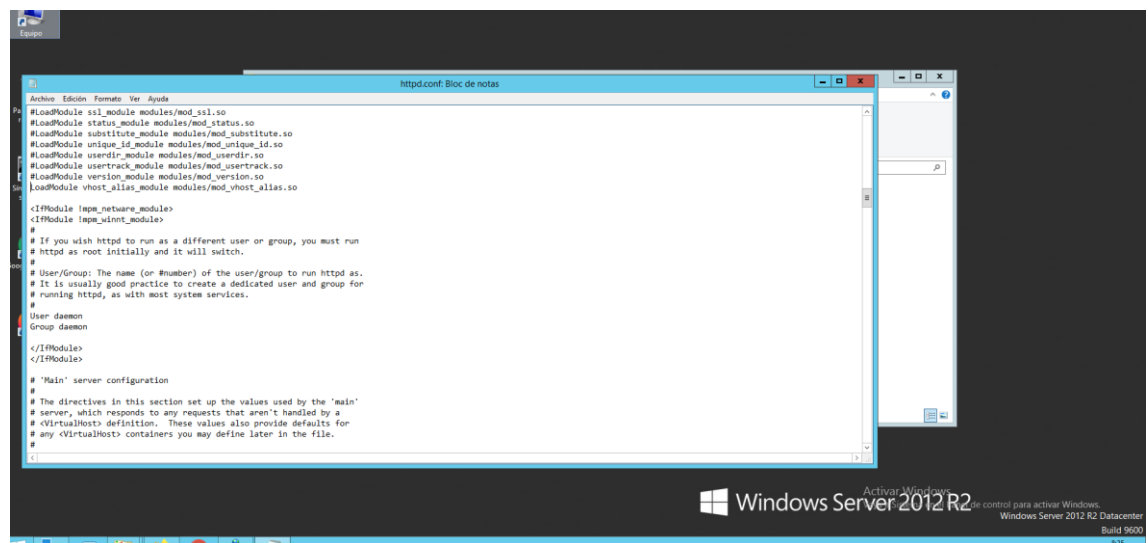 Equipo
httpd.conf: Bloc de notas
Archivo Edición Formato Ver Ayuda
#LoadModule ssl_module modules/mod_ssl.so
#LoadModule status_module modules/mod_status.so
#LoadModule substitute_module modules/mod_substitute.so
#LoadModule unique_id_module modules/mod_unique_id.so
#LoadModule userdir_module modules/mod_userdir.so
#LoadModule usertrack_module modules/mod_usertrack.so
#LoadModule version_module modules/mod_version.so
LoadModule vhost_alias_module modules/mod_vhost_alias.so
<IfModule !mpm_netware_module>
<IfModule !mpm_winnt_module>
#
# If you wish httpd to run as a different user or group, you must run
# httpd as root initially and it will switch.
#
# User/Group: The name (or #number) of the user/group to run httpd as.
# It is usually good practice to create a dedicated user and group for
# running httpd, as with most system services.
#
User daemon
Group daemon
</IfModule>
</IfModule>
# 'Main' server configuration
#
# The directives in this section set up the values used by the 'main'
# server, which responds to any requests that aren't handled by a
# <VirtualHost> definition. These values also provide defaults for
# any <VirtualHost> containers you may define later in the file.
#
Activar Windows
Windows Server 2012 R2
de control para activar Windows.
Windows Server 2012 R2 Datacenter
Build 9600